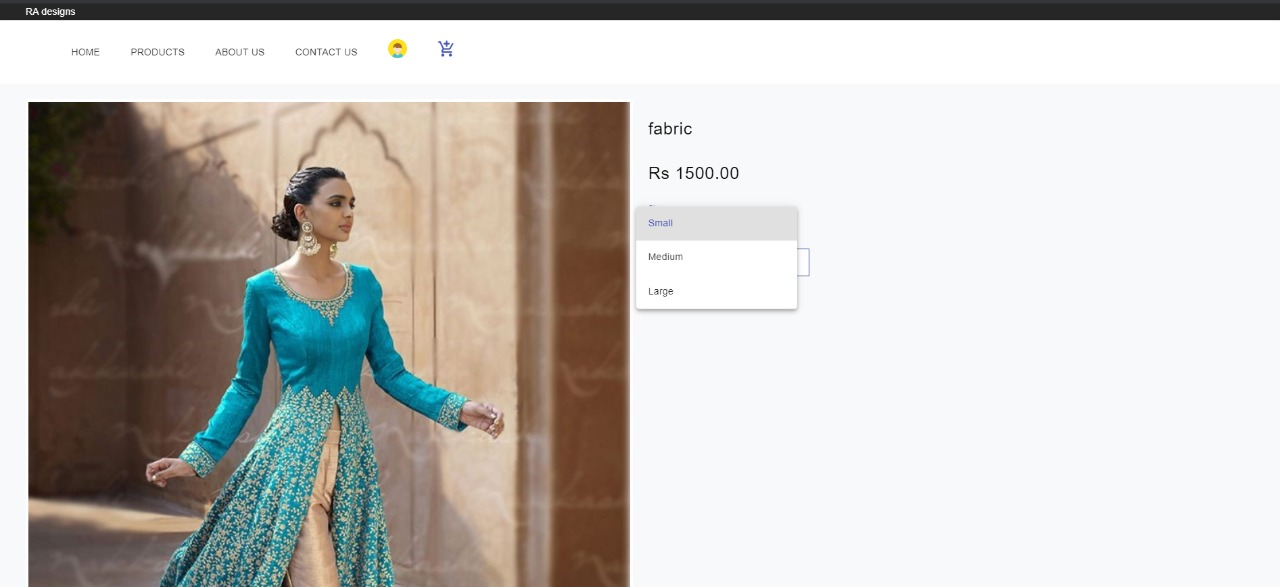 RA designs
HOME PRODUCTS ABOUT US CONTACT US
fabric
Rs 1500.00
Small
Medium
Large